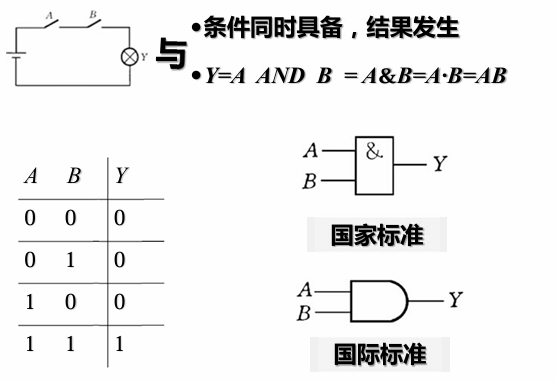 A B
Y
与
•条件同时具备，结果发生
•Y=A AND B = A&B=A·B=AB
A B Y
0 0 0
0 1 0
1 0 0
1 1 1
A
B
&
Y
国家标准
A
B
Y
国际标准